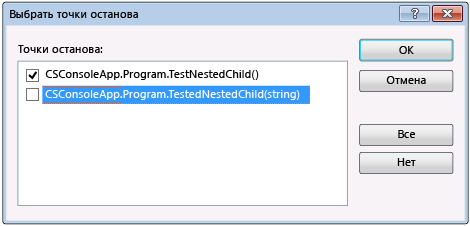 Выбрать точки останова
?
Точки останова:
CSConsoleApp.Program.TestNestedChild()
CSConsoleApp.Program.TestedNestedChild(string)
OK
Отмена
Все
Нет